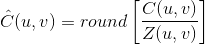 Ĉ(u, v) = round [ C(u, v) / Z(u, v) ]